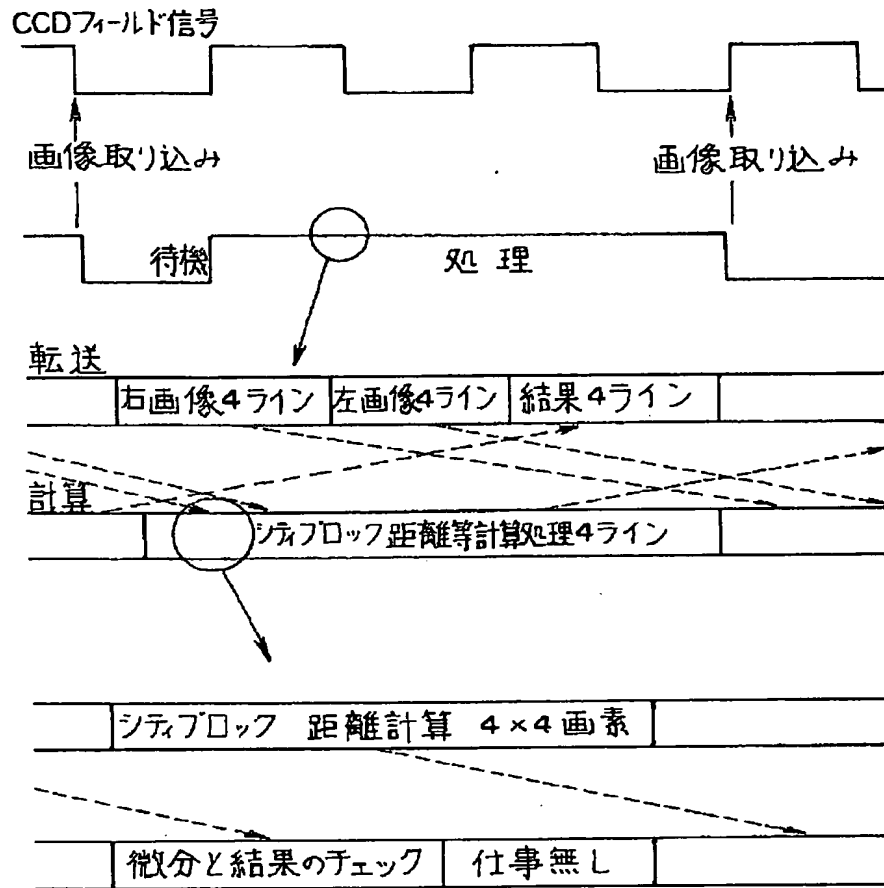 CCDフィールド信号
画像取り込み
画像取り込み
待機
処理
転送
右画像4ライン
左画像4ライン
結果4ライン
計算
シティブロック距離等計算処理4ライン
シティブロック 距離計算 4×4画素
微分と結果のチェック
仕事無し